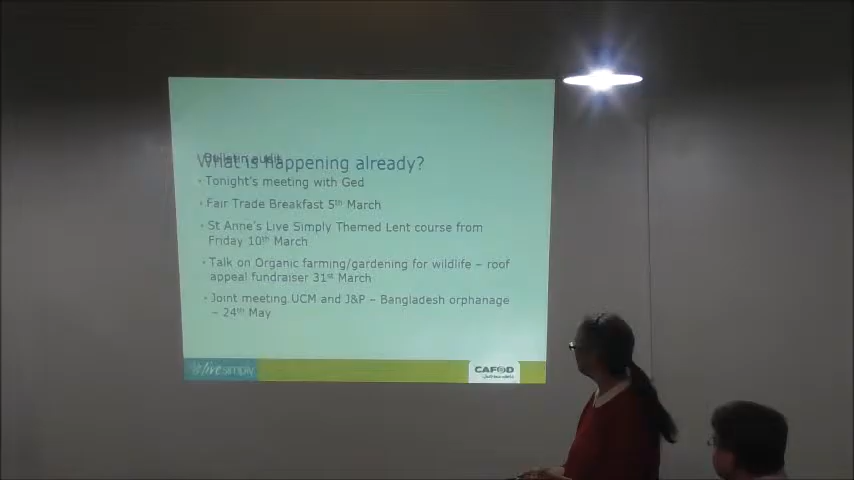 Bulletin audit
What is happening already?
• Tonight's meeting with Ged
• Fair Trade Breakfast 5th March
• St Anne's Live Simply Themed Lent course from
Friday 10th March
• Talk on Organic farming/gardening for wildlife – roof
appeal fundraiser 31st March
• Joint meeting UCM and J&P – Bangladesh orphanage
– 24th May
livesimply
CAFOD